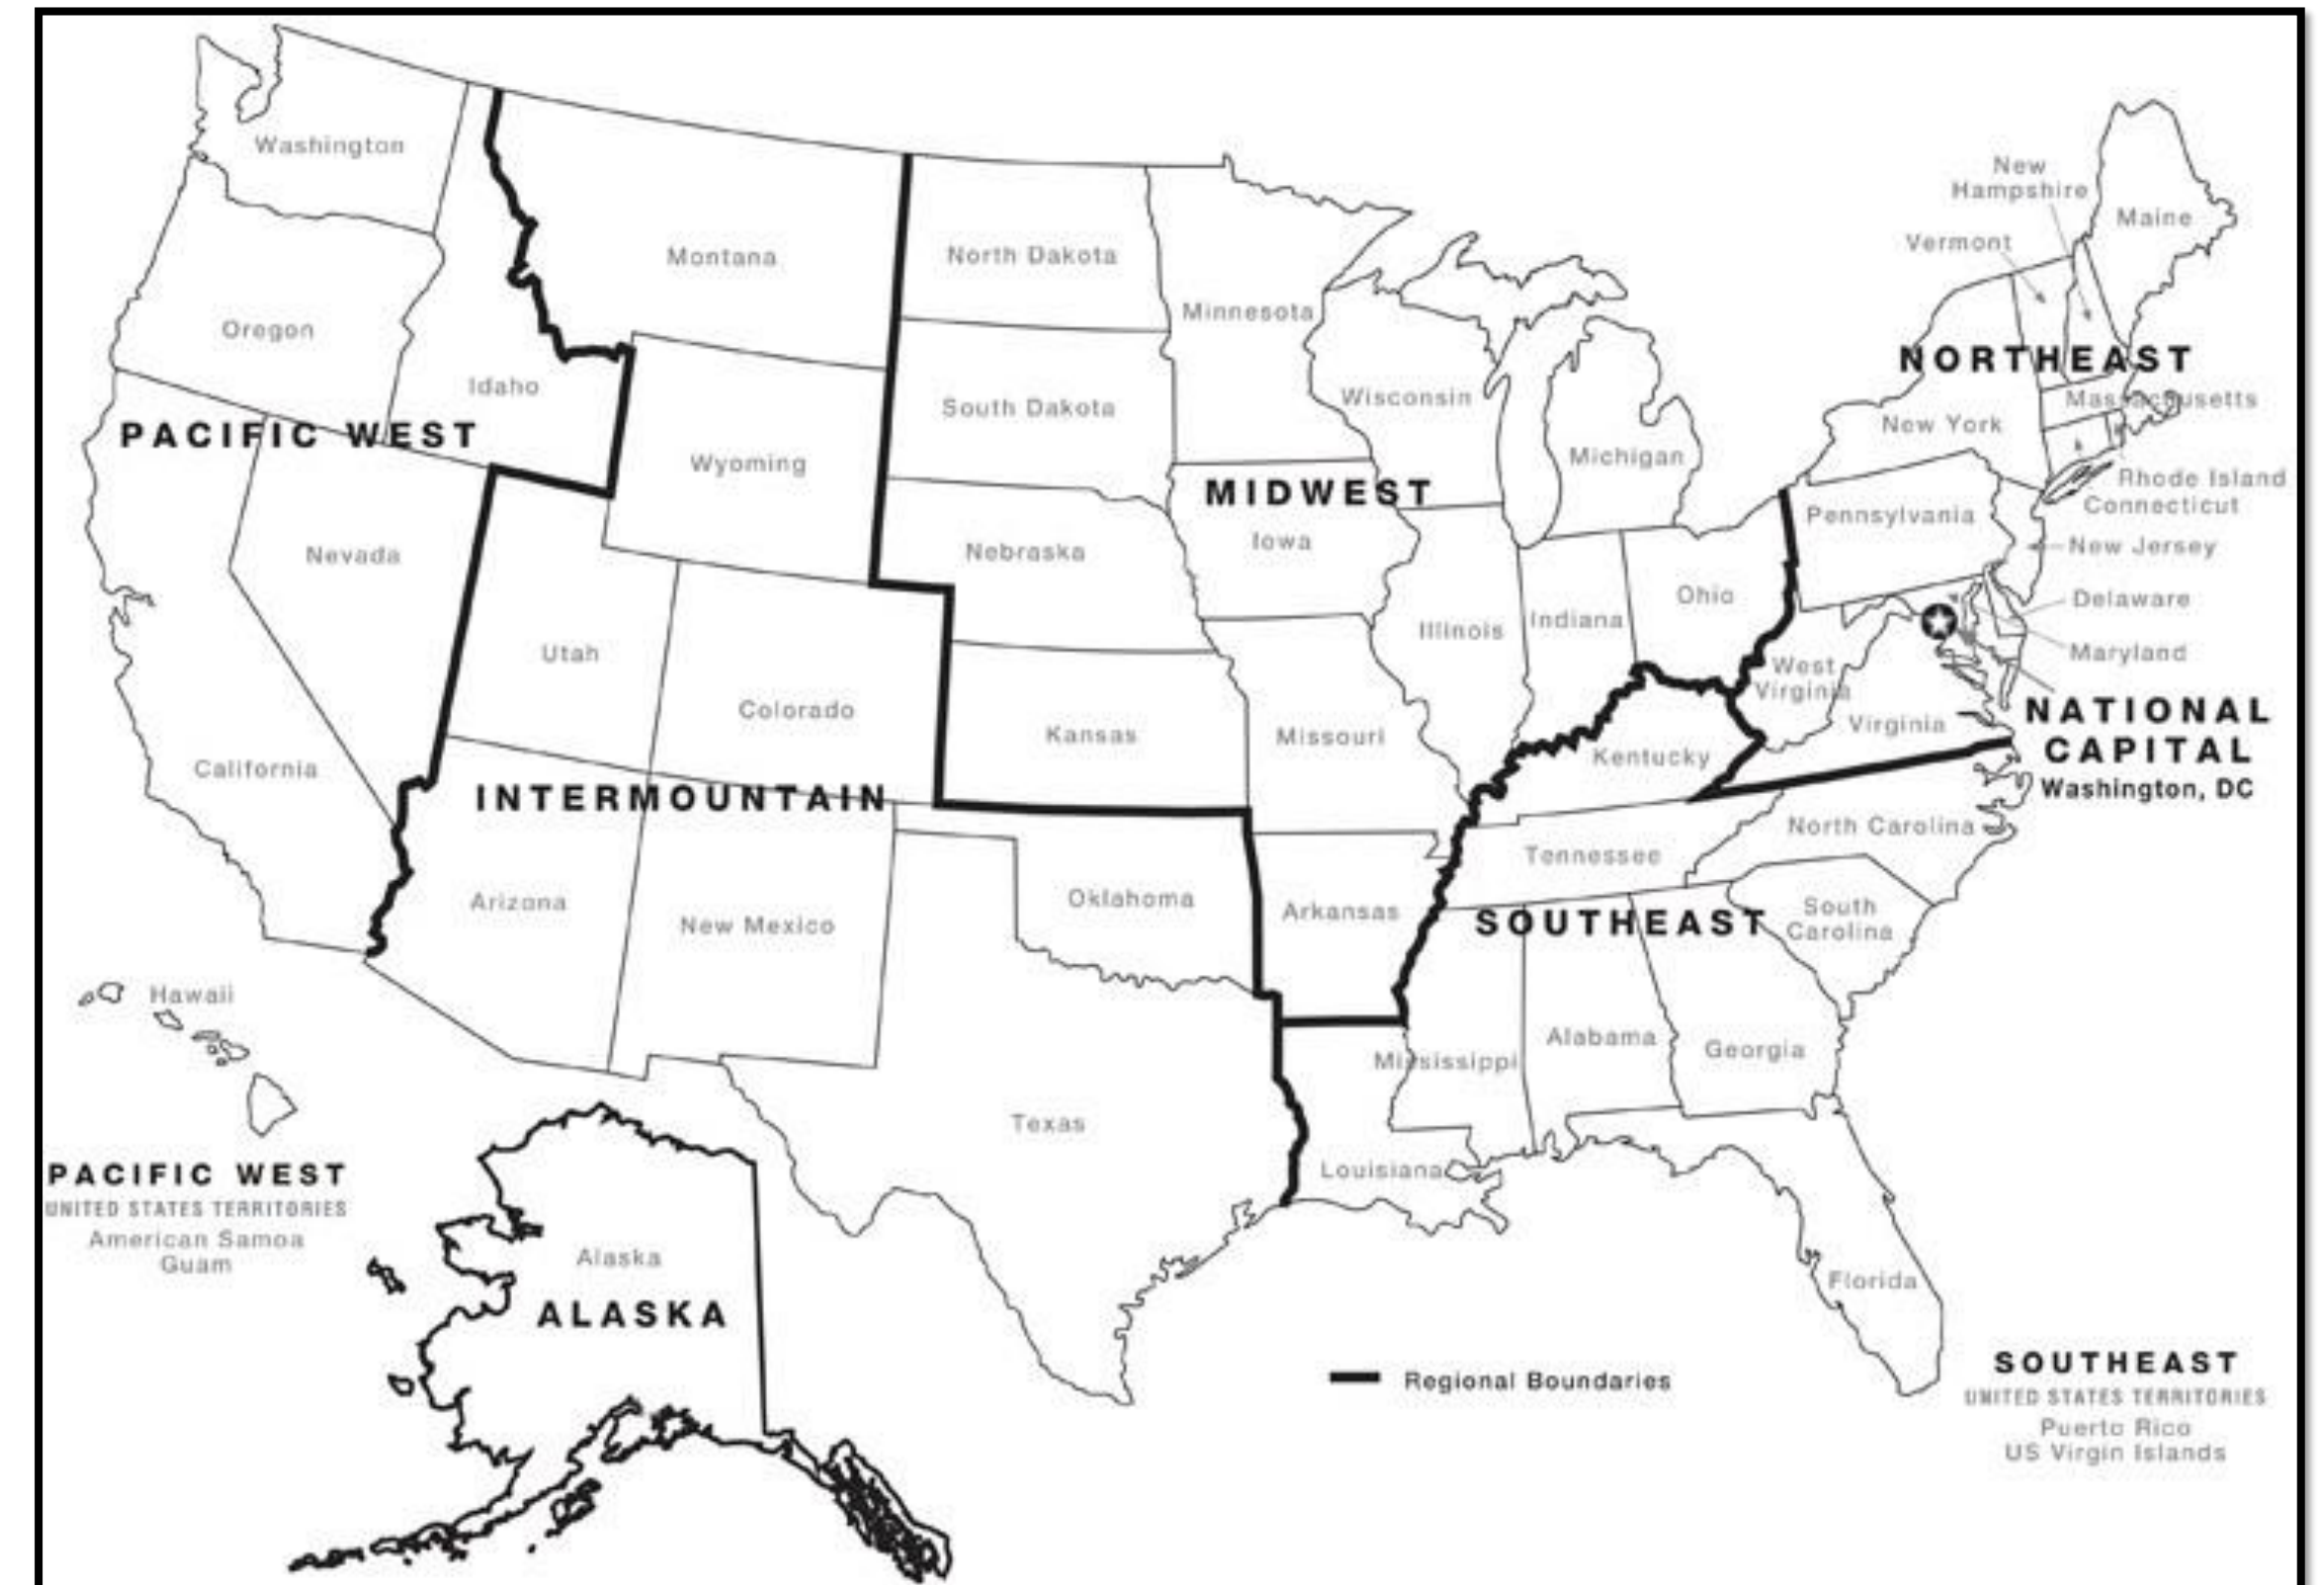 Washington
Montana
North Dakota
Minnesota
New
Hampshire
Maine
Vermont
Oregon
Idaho
South Dakota
Wisconsin
NORTHEAST
Massachusetts
PACIFIC WEST
Wyoming
MIDWEST
Michigan
New York
Rhode Island
Connecticut
Pennsylvania
New Jersey
Nevada
Nebraska
Iowa
Ohio
Delaware
Utah
Illinois
Indiana
Maryland
West
Virginia
Colorado
Kansas
Missouri
Kentucky
Virginia
NATIONAL
CAPITAL
Washington, DC
California
INTERMOUNTAIN
North Carolina
Tennessee
Arizona
New Mexico
Oklahoma
Arkansas
SOUTHEAST
South
Carolina
Hawaii
Mississippi
Alabama
Georgia
Texas
Louisiana
PACIFIC WEST
UNITED STATES TERRITORIES
American Samoa
Guam
Alaska
ALASKA
Florida
Regional Boundaries
SOUTHEAST
UNITED STATES TERRITORIES
Puerto Rico
US Virgin Islands